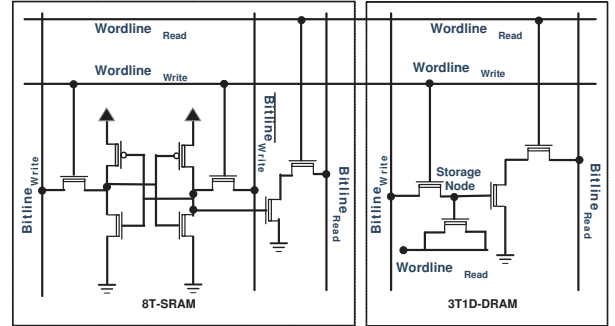 Wordline Read
Wordline Read
Wordline Write
Wordline Write
Bitline Write
Bitline Write
Bitline Read
Bitline Write
Storage
Node
Bitline Read
Wordline Read
8T-SRAM
3T1D-DRAM